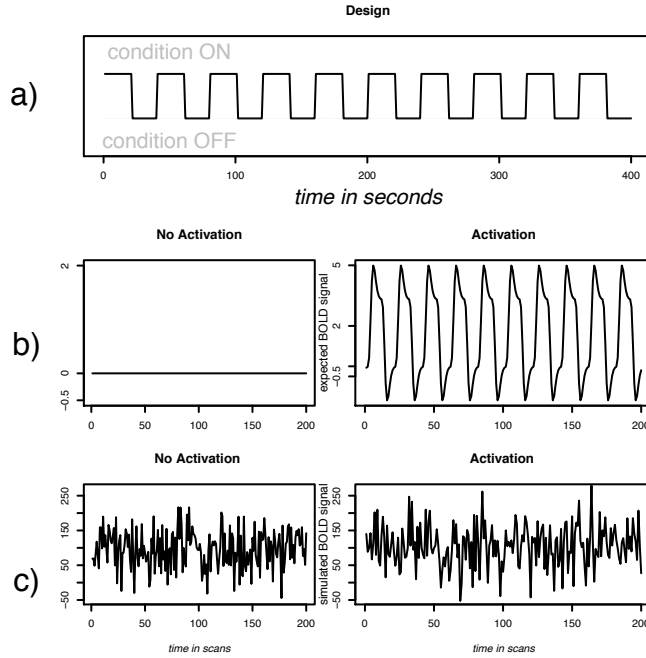 Design
condition ON
a)
condition OFF
0 100 200 300 400
time in seconds
No Activation
Activation
b)
2
0
−0.5
0 50 100 150 200
expected BOLD signal
5
2
−0.5
0 50 100 150 200
No Activation
Activation
c)
250
150
50
−50
0 50 100 150 200
time in scans
simulated BOLD signal
250
150
50
−50
0 50 100 150 200
time in scans